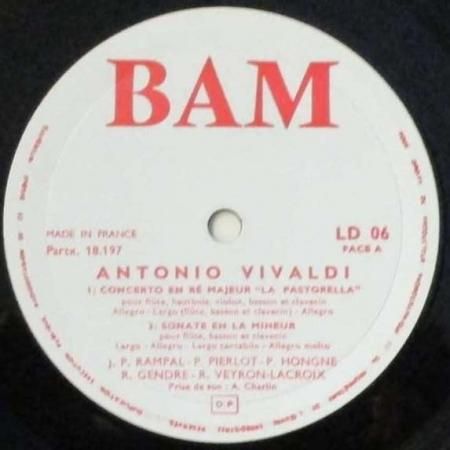 BAM
MADE IN FRANCE
Partx. 18.197
LD 06
FACE A
ANTONIO VIVALDI
1) CONCERTO EN RÉ MAJEUR "LA PASTORELLA"
pour flûte, hautbois, violon, basson et clavecin
Allegro - Largo (flûte, basson et clavecin) - Allegro
2) SONATE EN LA MINEUR
pour flûte, basson et clavecin
Largo - Allegro - Largo cantabile - Allegro molto
J. P. RAMPAL - P. PIERLOT - P. HONGNE
R. GENDRE - R. VEYRON-LACROIX
Prise de son : A. Charlin
D.P